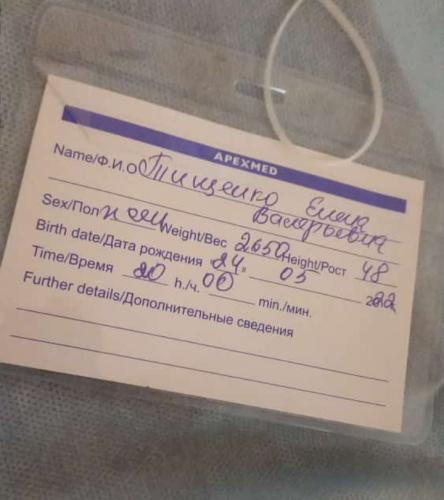 APEXMED
Name/Ф.И.О Тищенко Елена
Валерьевна
Sex/Пол жен Weight/Вес 2650 Height/Рост 48
Birth date/Дата рождения 24 " 05 2022
Time/Время 20 h./ч. 00 min./мин.
Further details/Дополнительные сведения